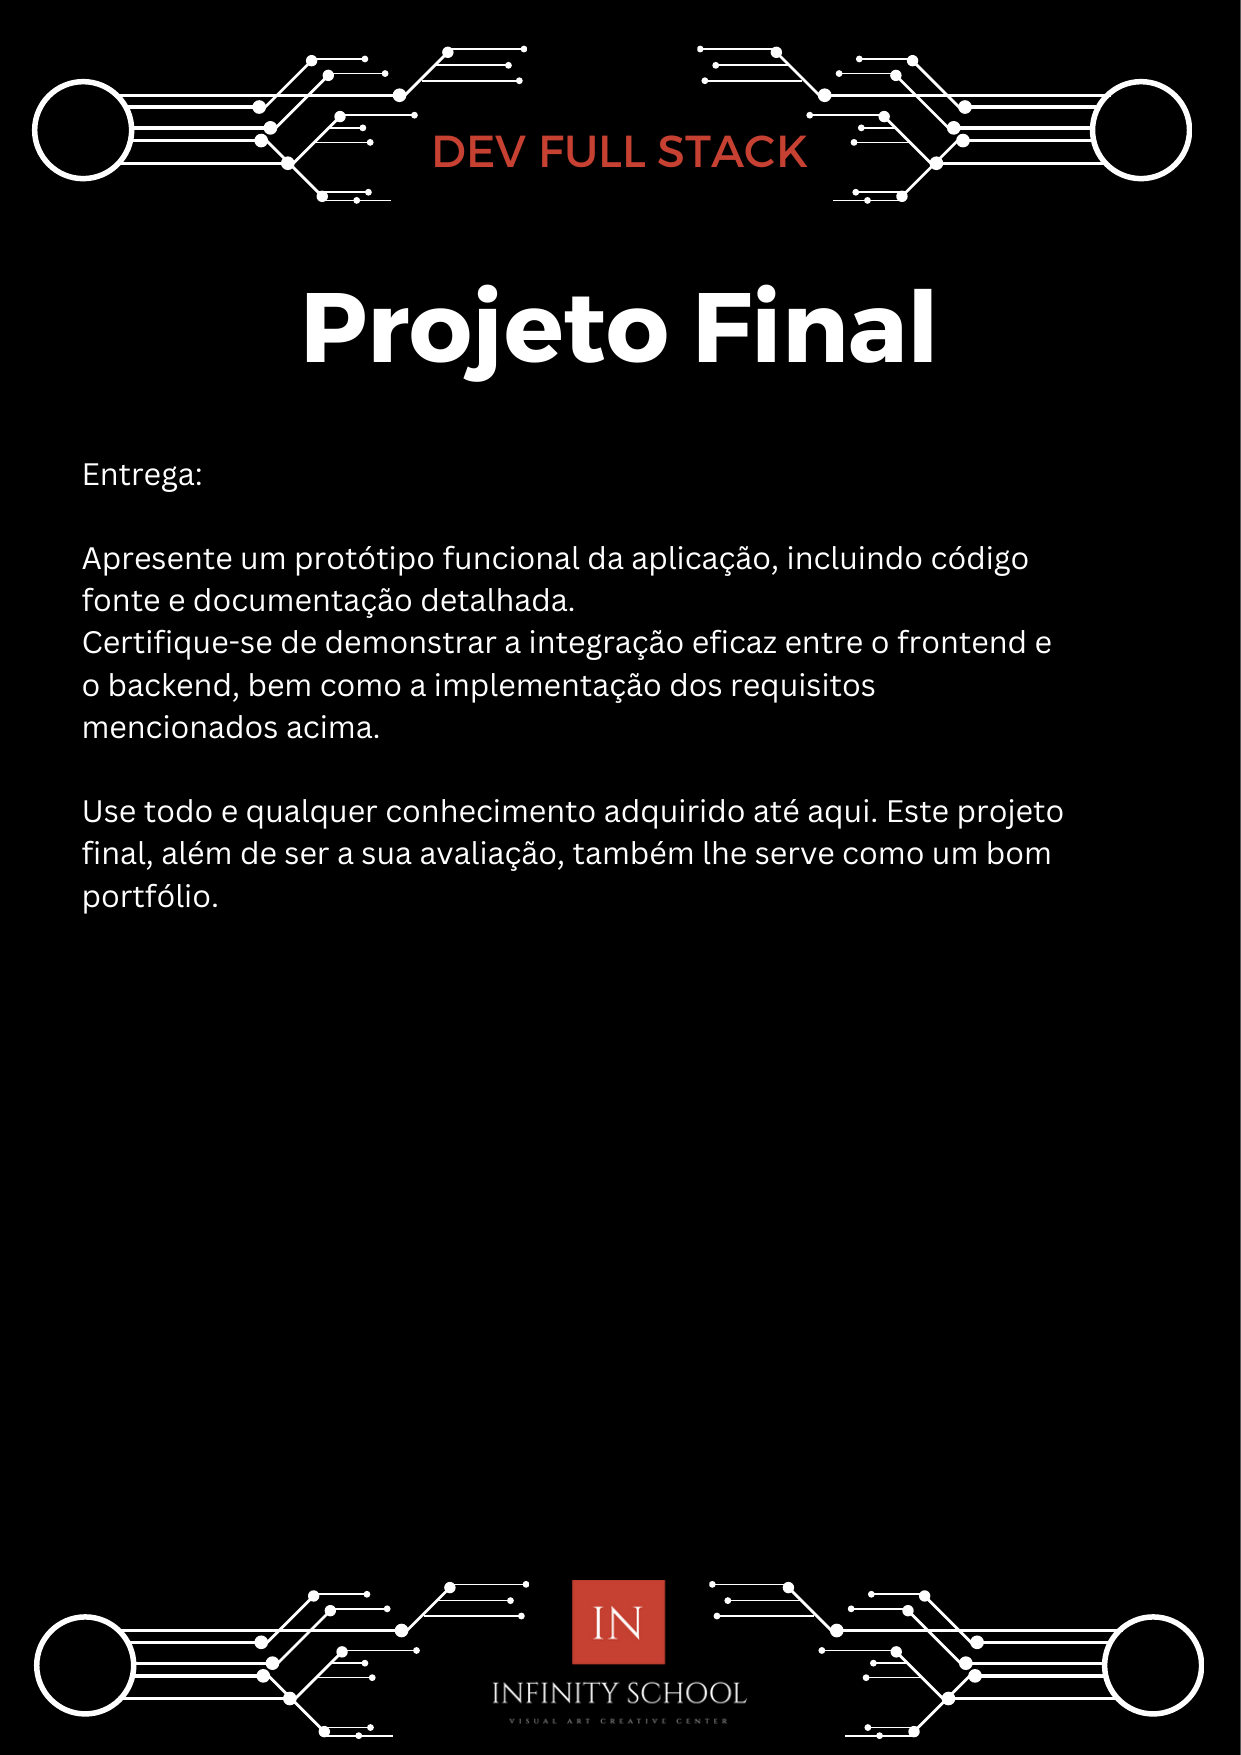 DEV FULL STACK
Projeto Final
Entrega:
Apresente um protótipo funcional da aplicação, incluindo código
fonte e documentação detalhada.
Certifique-se de demonstrar a integração eficaz entre o frontend e
o backend, bem como a implementação dos requisitos
mencionados acima.
Use todo e qualquer conhecimento adquirido até aqui. Este projeto
final, além de ser a sua avaliação, também lhe serve como um bom
portfólio.
IN
INFINITY SCHOOL
VISUAL ART CREATIVE CENTER